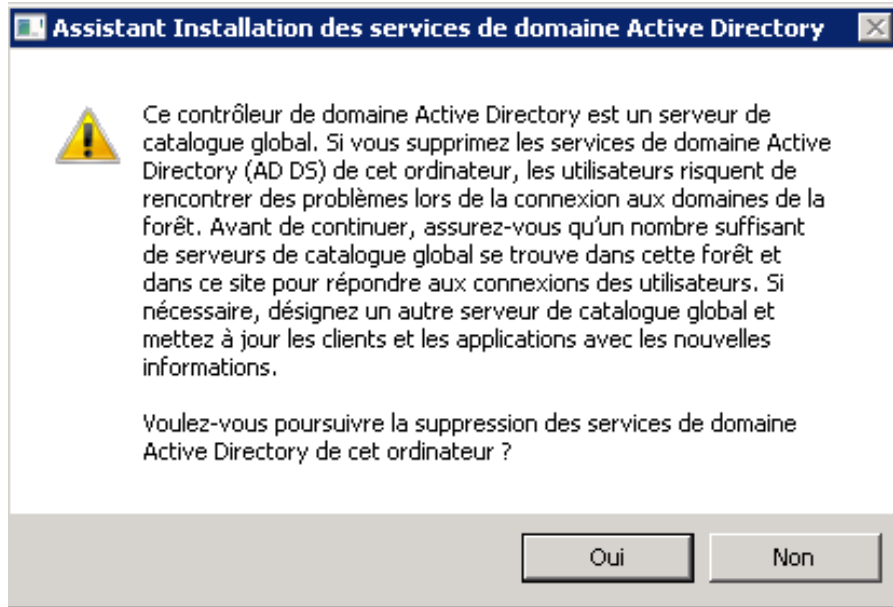 Assistant Installation des services de domaine Active Directory
Ce contrôleur de domaine Active Directory est un serveur de
catalogue global. Si vous supprimez les services de domaine Active
Directory (AD DS) de cet ordinateur, les utilisateurs risquent de
rencontrer des problèmes lors de la connexion aux domaines de la
forêt. Avant de continuer, assurez-vous qu'un nombre suffisant
de serveurs de catalogue global se trouve dans cette forêt et
dans ce site pour répondre aux connexions des utilisateurs. Si
nécessaire, désignez un autre serveur de catalogue global et
mettez à jour les clients et les applications avec les nouvelles
informations.
Voulez-vous poursuivre la suppression des services de domaine
Active Directory de cet ordinateur ?
Oui
Non